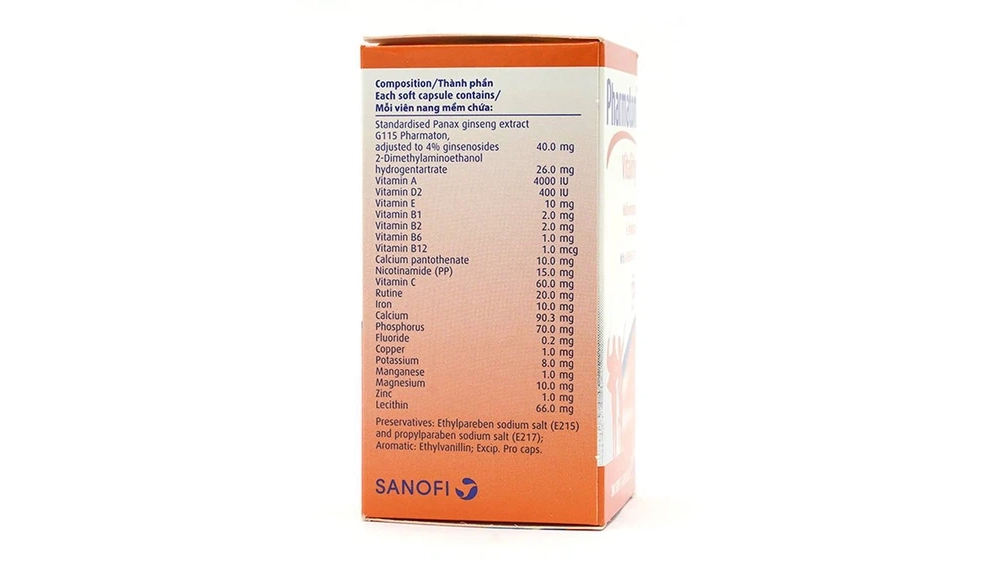 Composition/Thành phần
Each soft capsule contains/
Mỗi viên nang mềm chứa:
Standardised Panax ginseng extract
G115 Pharmaton,
adjusted to 4% ginsenosides 40.0 mg
2-Dimethylaminoethanol
hydrogentartrate 26.0 mg
Vitamin A 4000 IU
Vitamin D2 400 IU
Vitamin E 10 mg
Vitamin B1 2.0 mg
Vitamin B2 2.0 mg
Vitamin B6 1.0 mg
Vitamin B12 1.0 mcg
Calcium pantothenate 10.0 mg
Nicotinamide (PP) 15.0 mg
Vitamin C 60.0 mg
Rutine 20.0 mg
Iron 10.0 mg
Calcium 90.3 mg
Phosphorus 70.0 mg
Fluoride 0.2 mg
Copper 1.0 mg
Potassium 8.0 mg
Manganese 1.0 mg
Magnesium 10.0 mg
Zinc 1.0 mg
Lecithin 66.0 mg
Preservatives: Ethylpareben sodium salt (E215)
and propylparaben sodium salt (E217);
Aromatic: Ethylvanillin; Excip. Pro caps.
SANOFI
Pharmaton